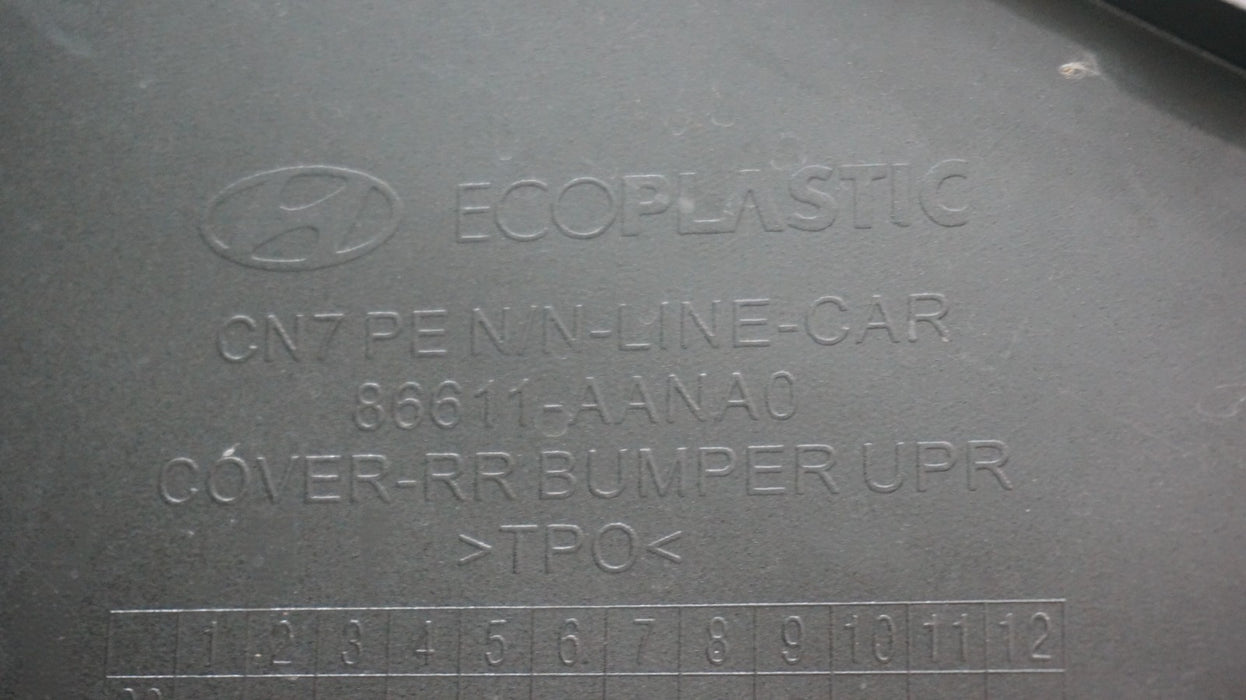 ECOPLASTIC
CN7 PE N/N-LINE-CAR
86611-AANA0
COVER-RR BUMPER UPR
>TPO<
1 2 3 4 5 6 7 8 9 10 11 12